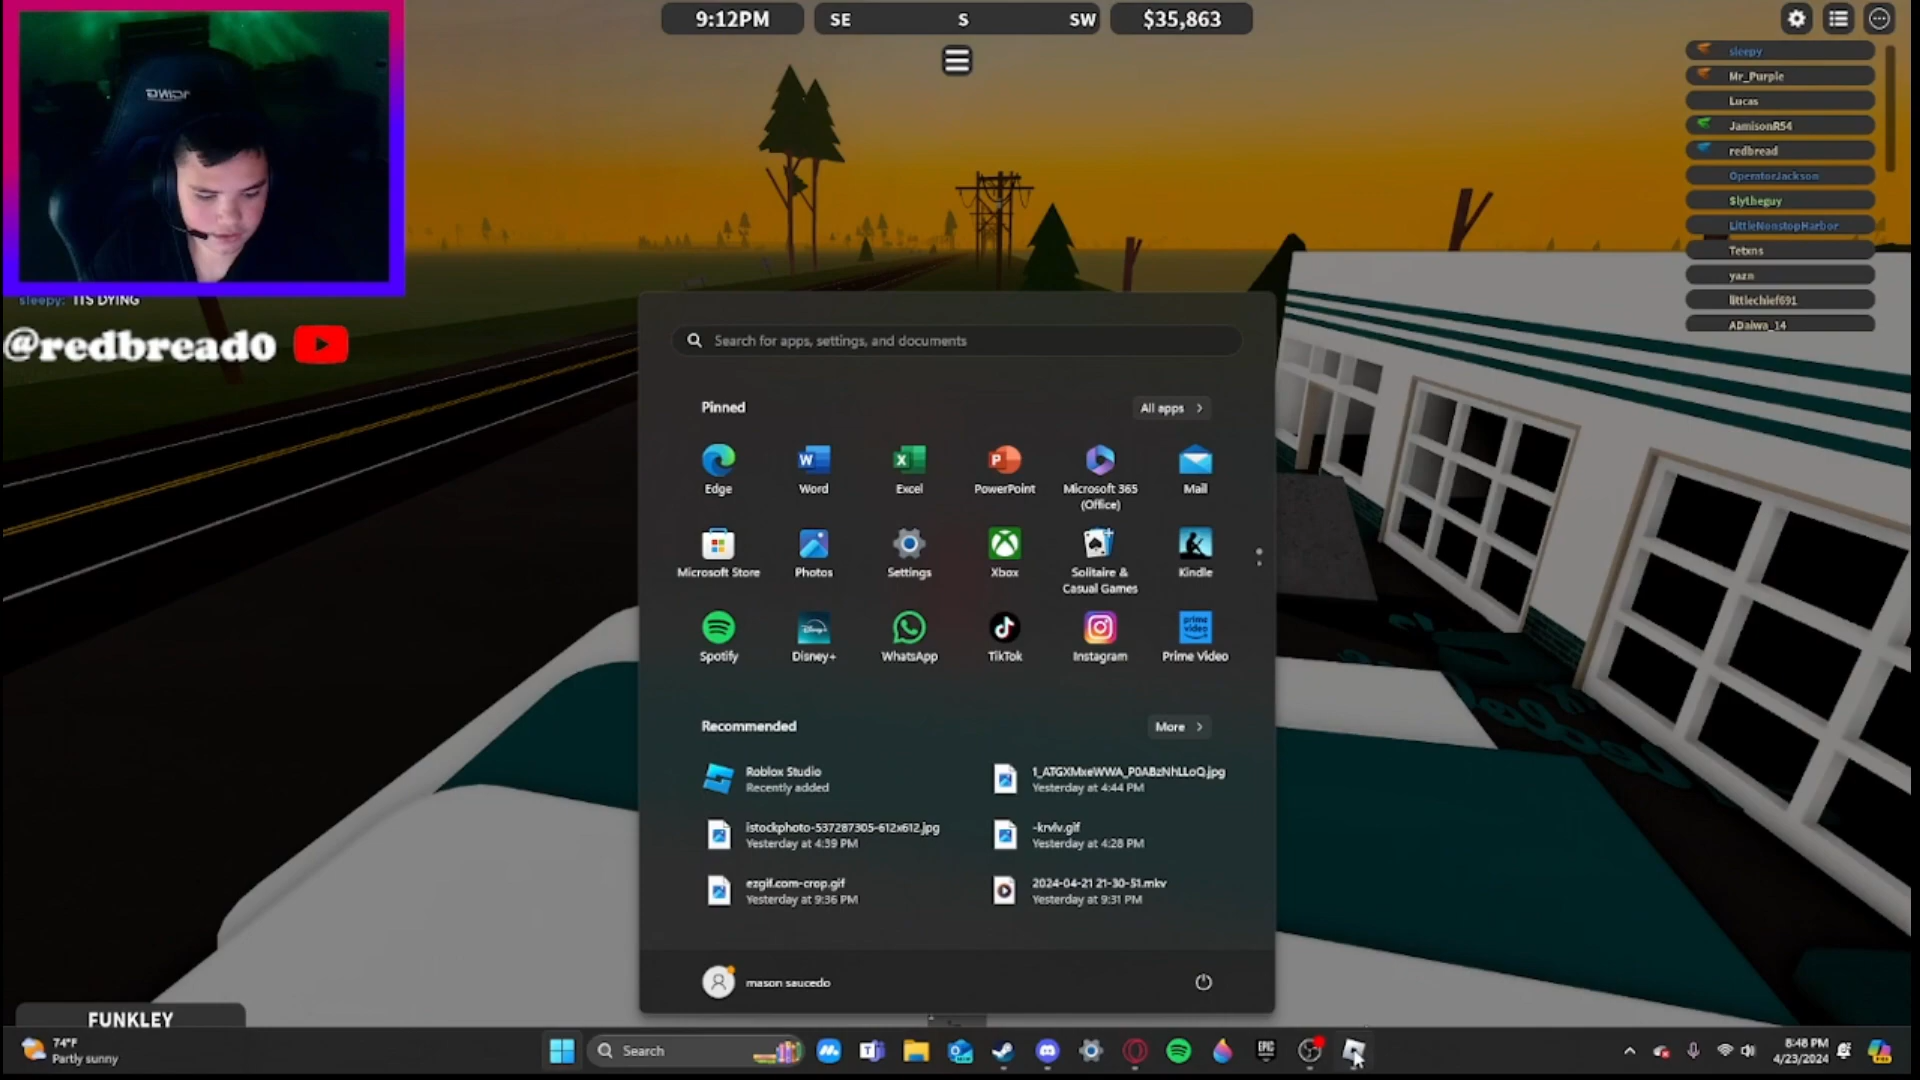 9:12PM
SE S SW
$35,863
sleepy
Mr_Purple
Lucas
JamisonR54
redbread
OperatorJackson
Slytheguy
LittleNonstopHarbor
Tetxns
yazn
littlechief691
ADaiwa_14
sleepy: ITS DYING
@redbread0
Search for apps, settings, and documents
Pinned
All apps
Edge
Word
Excel
PowerPoint
Microsoft 365
(Office)
Mail
Microsoft Store
Photos
Settings
Xbox
Solitaire &
Casual Games
Kindle
Spotify
Disney+
WhatsApp
TikTok
Instagram
prime
video
Prime Video
Recommended
More
Roblox Studio
Recently added
1_ATGXMxeWWA_P0ABzNhLLoQ.jpg
Yesterday at 4:44 PM
istockphoto-537287305-612x612.jpg
Yesterday at 4:39 PM
-krvlv.gif
Yesterday at 4:28 PM
ezgif.com-crop.gif
Yesterday at 9:36 PM
2024-04-21 21-30-51.mkv
Yesterday at 9:31 PM
mason saucedo
FUNKLEY
74°F
Partly sunny
Search
EPIC
8:48 PM
4/23/2024